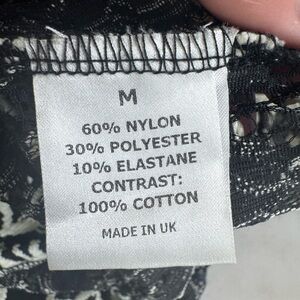 M
60% NYLON
30% POLYESTER
10% ELASTANE
CONTRAST:
100% COTTON
MADE IN UK